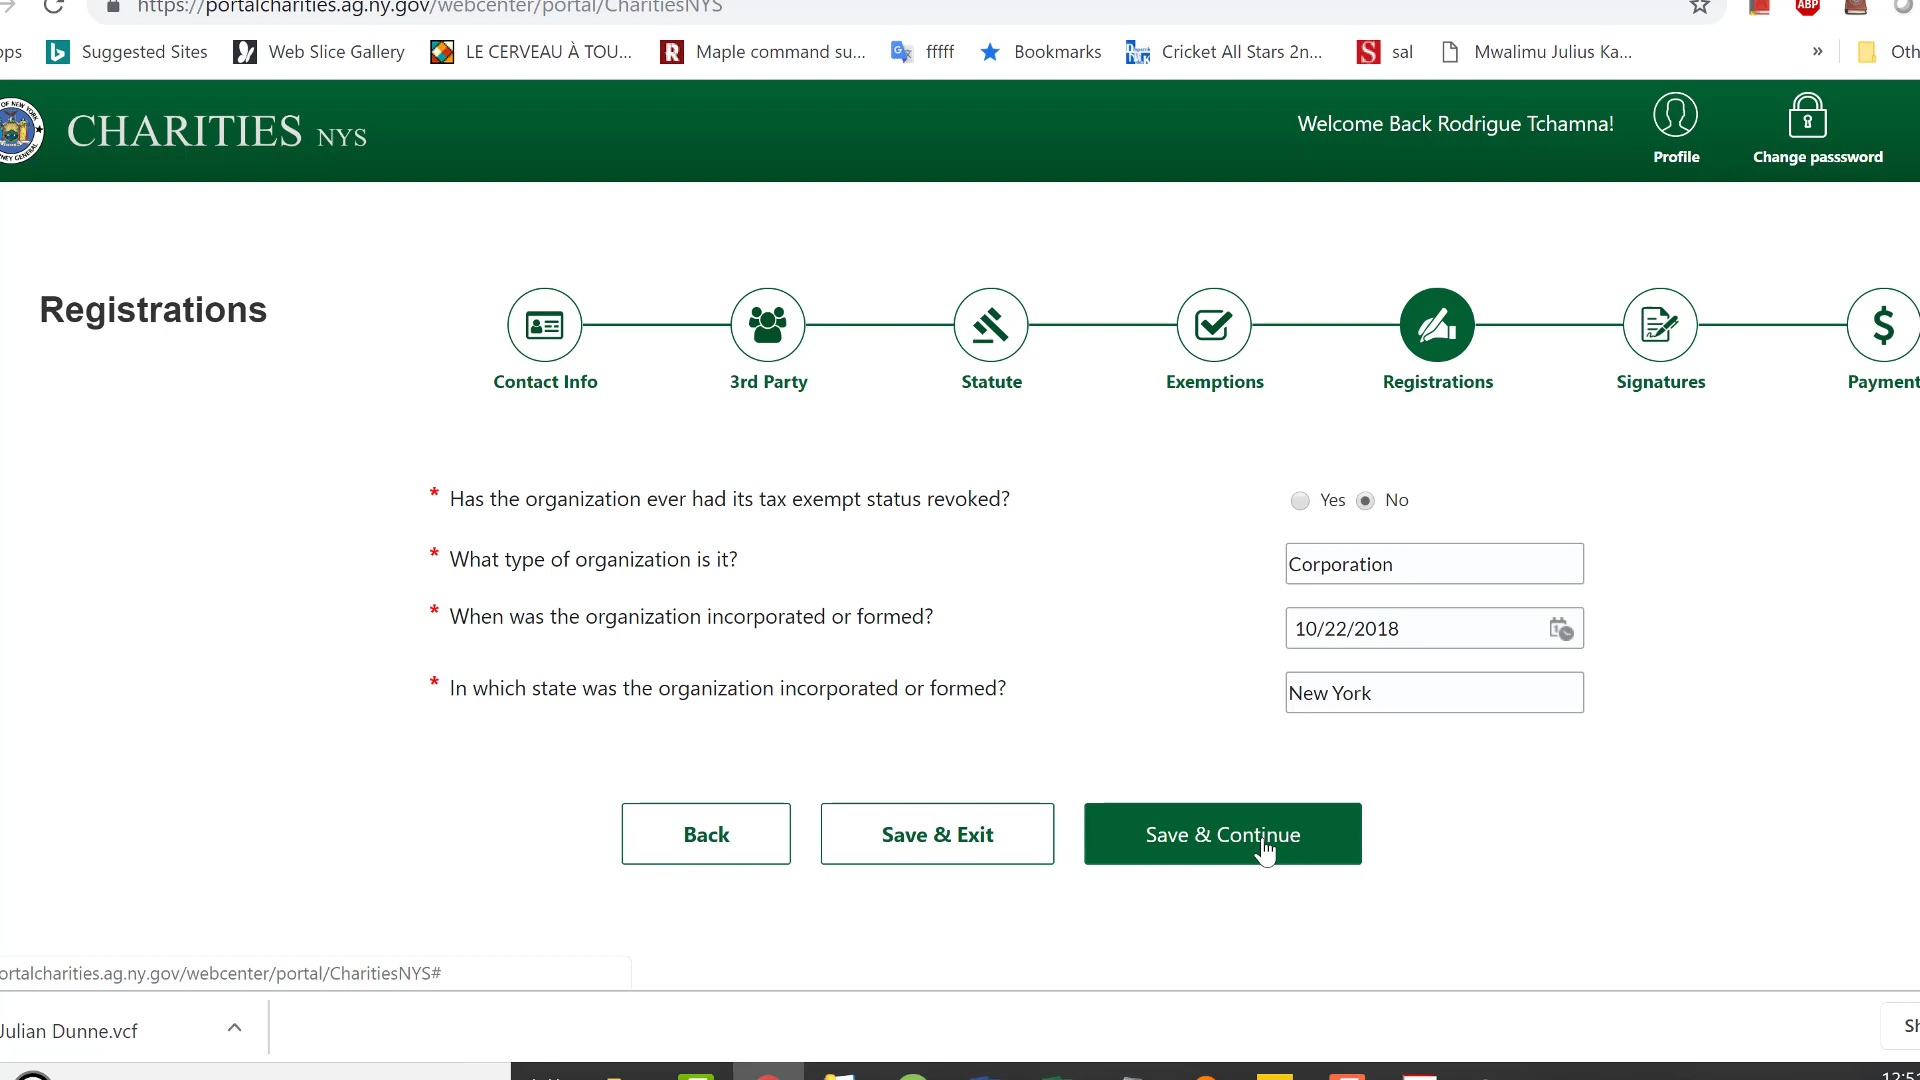 https://portalcharities.ag.ny.gov/webcenter/portal/CharitiesNYS
ABP
Suggested Sites
Web Slice Gallery
LE CERVEAU À TOU...
Maple command su...
fffff
Bookmarks
Cricket All Stars 2n...
sal
Mwalimu Julius Ka...
»
CHARITIES NYS
Welcome Back Rodrigue Tchamna!
Profile
Change passsword
Registrations
Contact Info
3rd Party
Statute
Exemptions
Registrations
Signatures
Payment
* Has the organization ever had its tax exempt status revoked?
Yes No
* What type of organization is it?
Corporation
* When was the organization incorporated or formed?
10/22/2018
* In which state was the organization incorporated or formed?
New York
Back
Save & Exit
Save & Continue
ortalcharities.ag.ny.gov/webcenter/portal/CharitiesNYS#
Julian Dunne.vcf